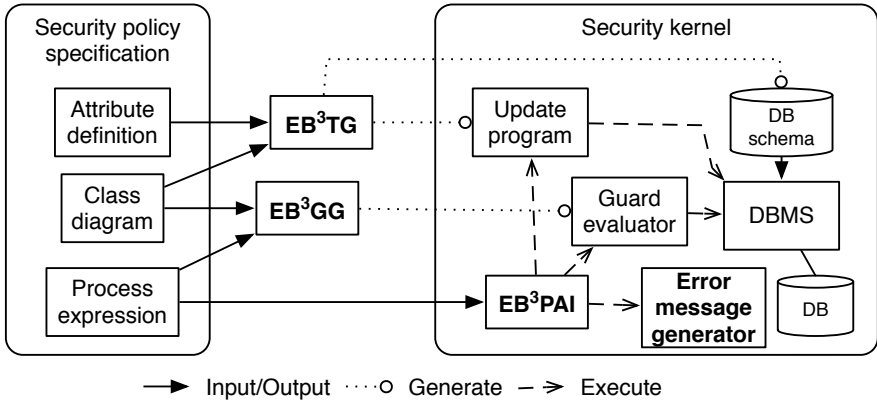 Security policy
specification
Security kernel
Attribute
definition
EB³TG
Update
program
DB
schema
Class
diagram
EB³GG
Guard
evaluator
DBMS
Process
expression
EB³PAI
Error
message
generator
DB
Input/Output
Generate
Execute